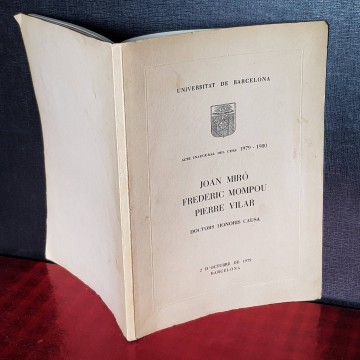 UNIVERSITAT DE BARCELONA
ACTE INAUGURAL DEL CURS 1979 - 1980
JOAN MIRÓ
FREDERIC MOMPOU
PIERRE VILAR
DOCTORS HONORIS CAUSA
2 D'OCTUBRE DE 1979
BARCELONA